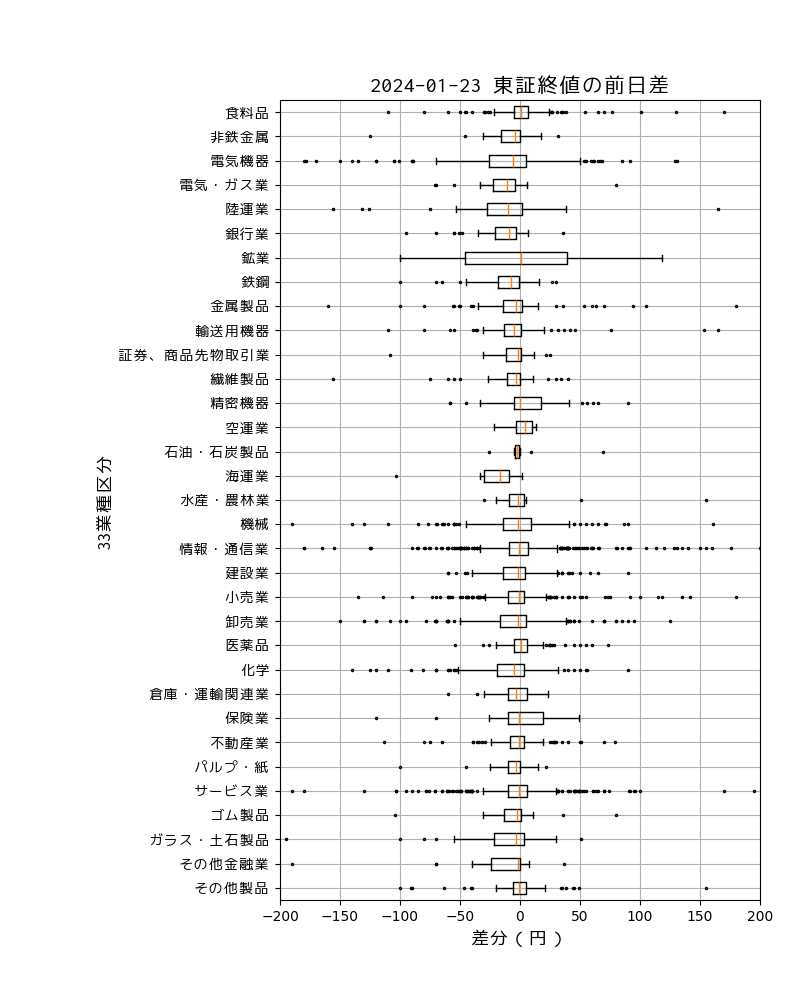 2024-01-23 東証終値の前日差
食料品
非鉄金属
電気機器
電気・ガス業
陸運業
銀行業
鉱業
鉄鋼
金属製品
輸送用機器
証券、商品先物取引業
繊維製品
精密機器
空運業
石油・石炭製品
海運業
水産・農林業
機械
情報・通信業
建設業
小売業
卸売業
医薬品
化学
倉庫・運輸関連業
保険業
不動産業
パルプ・紙
サービス業
ゴム製品
ガラス・土石製品
その他金融業
その他製品
33業種区分
−200 −150 −100 −50 0 50 100 150 200
差分(円)